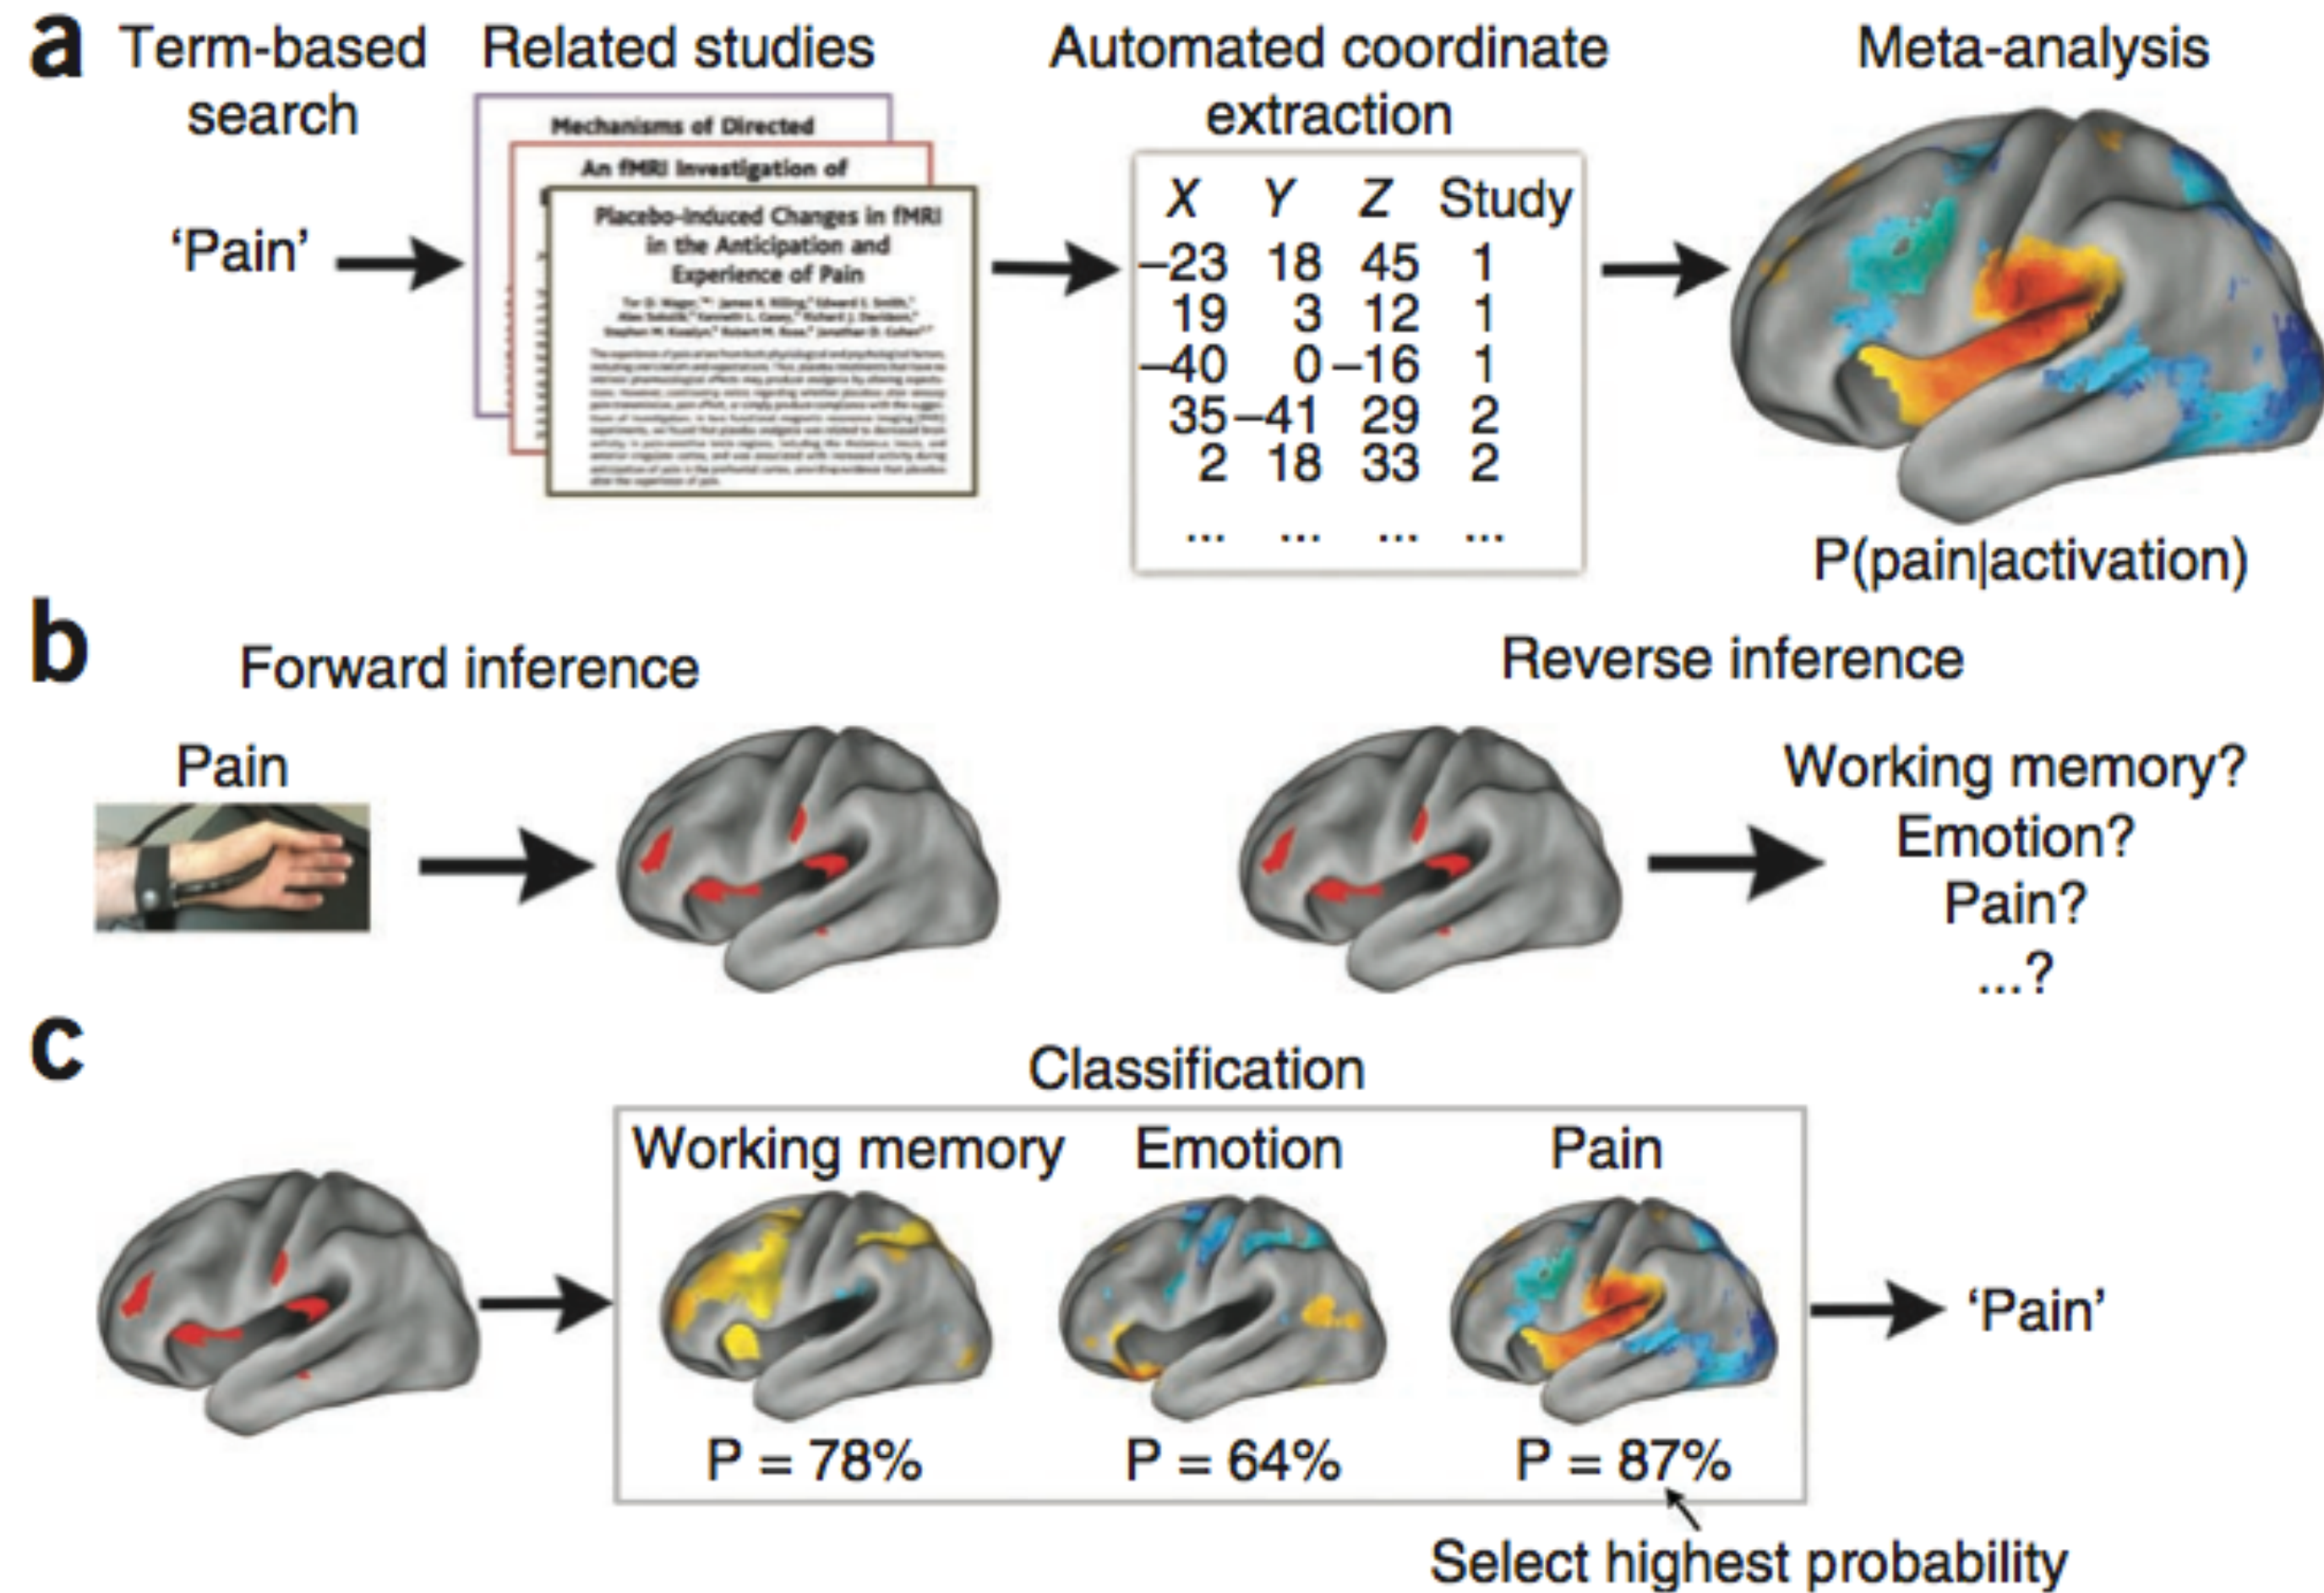 a
Term-based
search
Related studies
Automated coordinate
extraction
Meta-analysis
'Pain'
Mechanisms of Directed
An fMRI Investigation of
Placebo-Induced Changes in fMRI
in the Anticipation and
Experience of Pain
X Y Z Study
–23 18 45 1
19 3 12 1
–40 0 –16 1
35 –41 29 2
2 18 33 2
... ... ... ...
P(pain|activation)
b
Forward inference
Reverse inference
Pain
Working memory?
Emotion?
Pain?
...?
c
Classification
Working memory Emotion Pain
P = 78% P = 64% P = 87%
'Pain'
Select highest probability